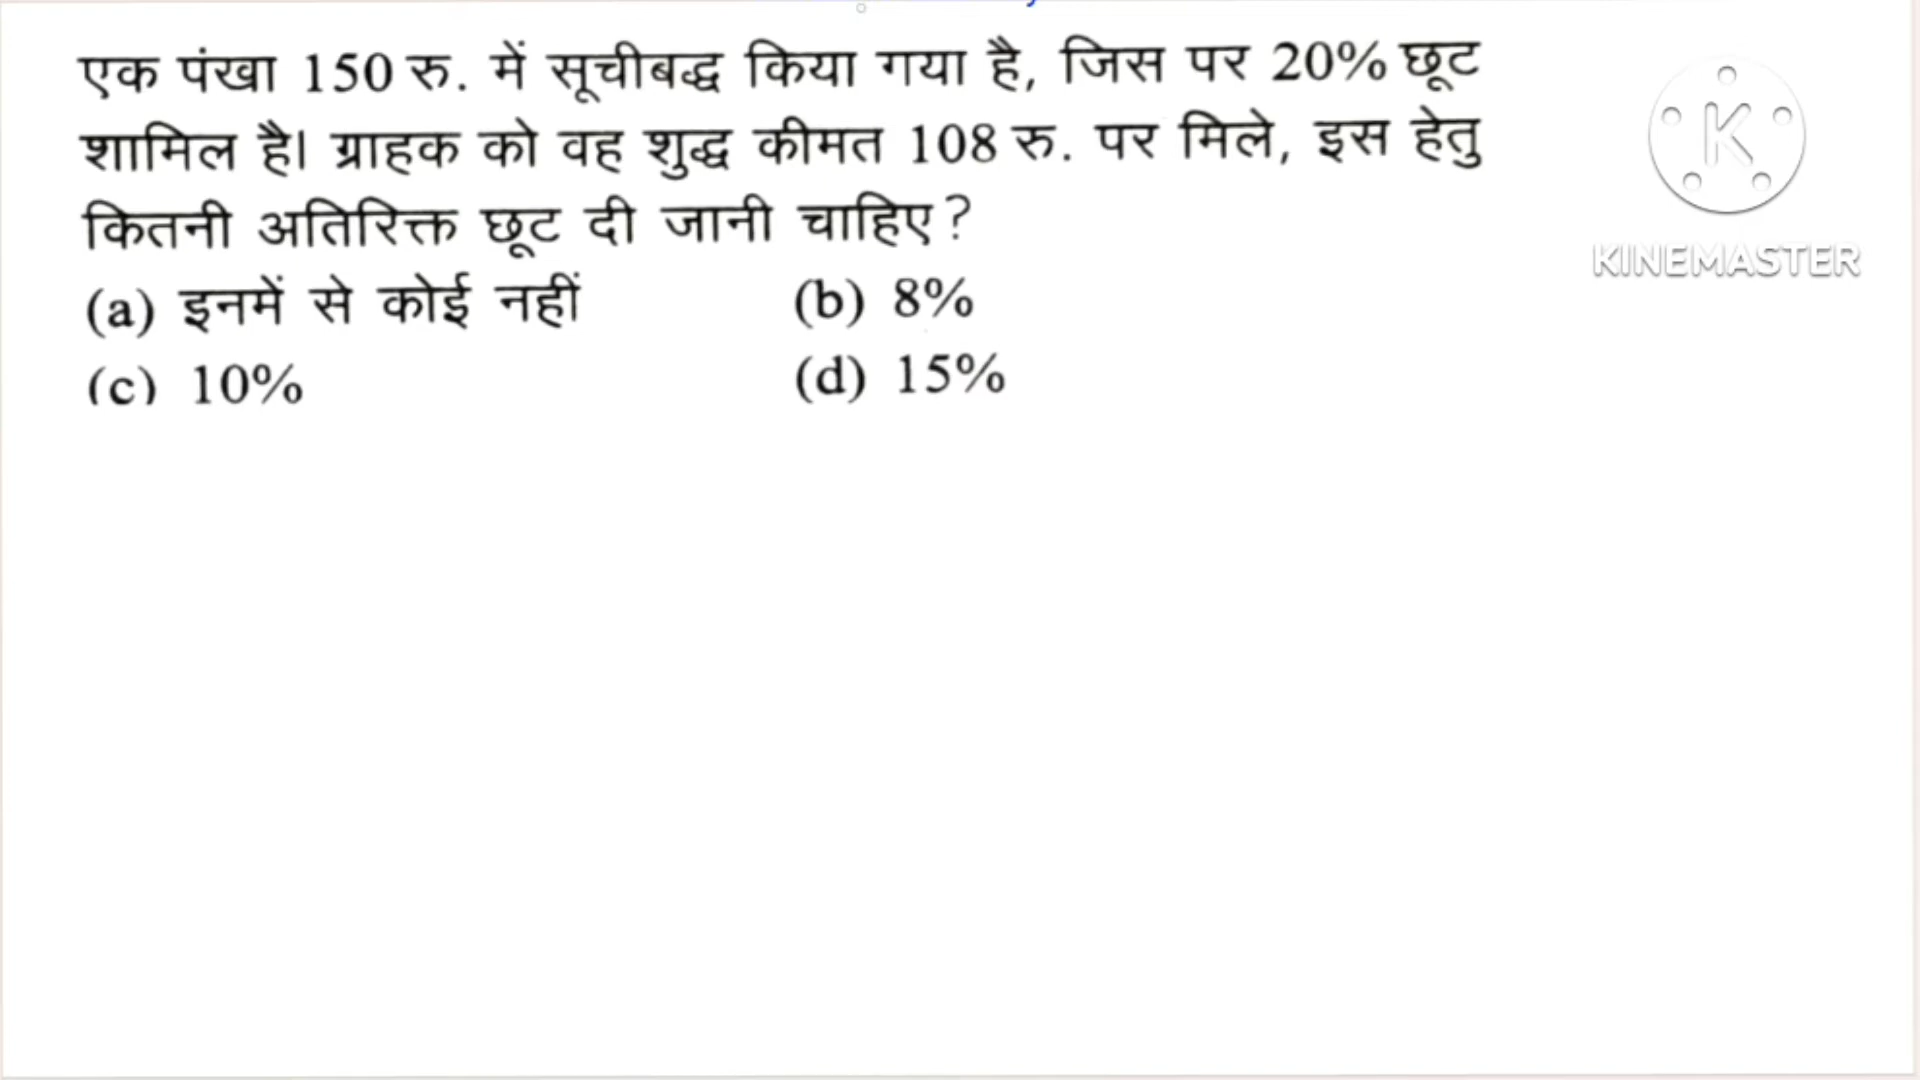 एक पंखा 150 रु. में सूचीबद्ध किया गया है, जिस पर 20% छूट
शामिल है। ग्राहक को वह शुद्ध कीमत 108 रु. पर मिले, इस हेतु
कितनी अतिरिक्त छूट दी जानी चाहिए?
(a) इनमें से कोई नहीं (b) 8%
(c) 10% (d) 15%
K
KINEMASTER